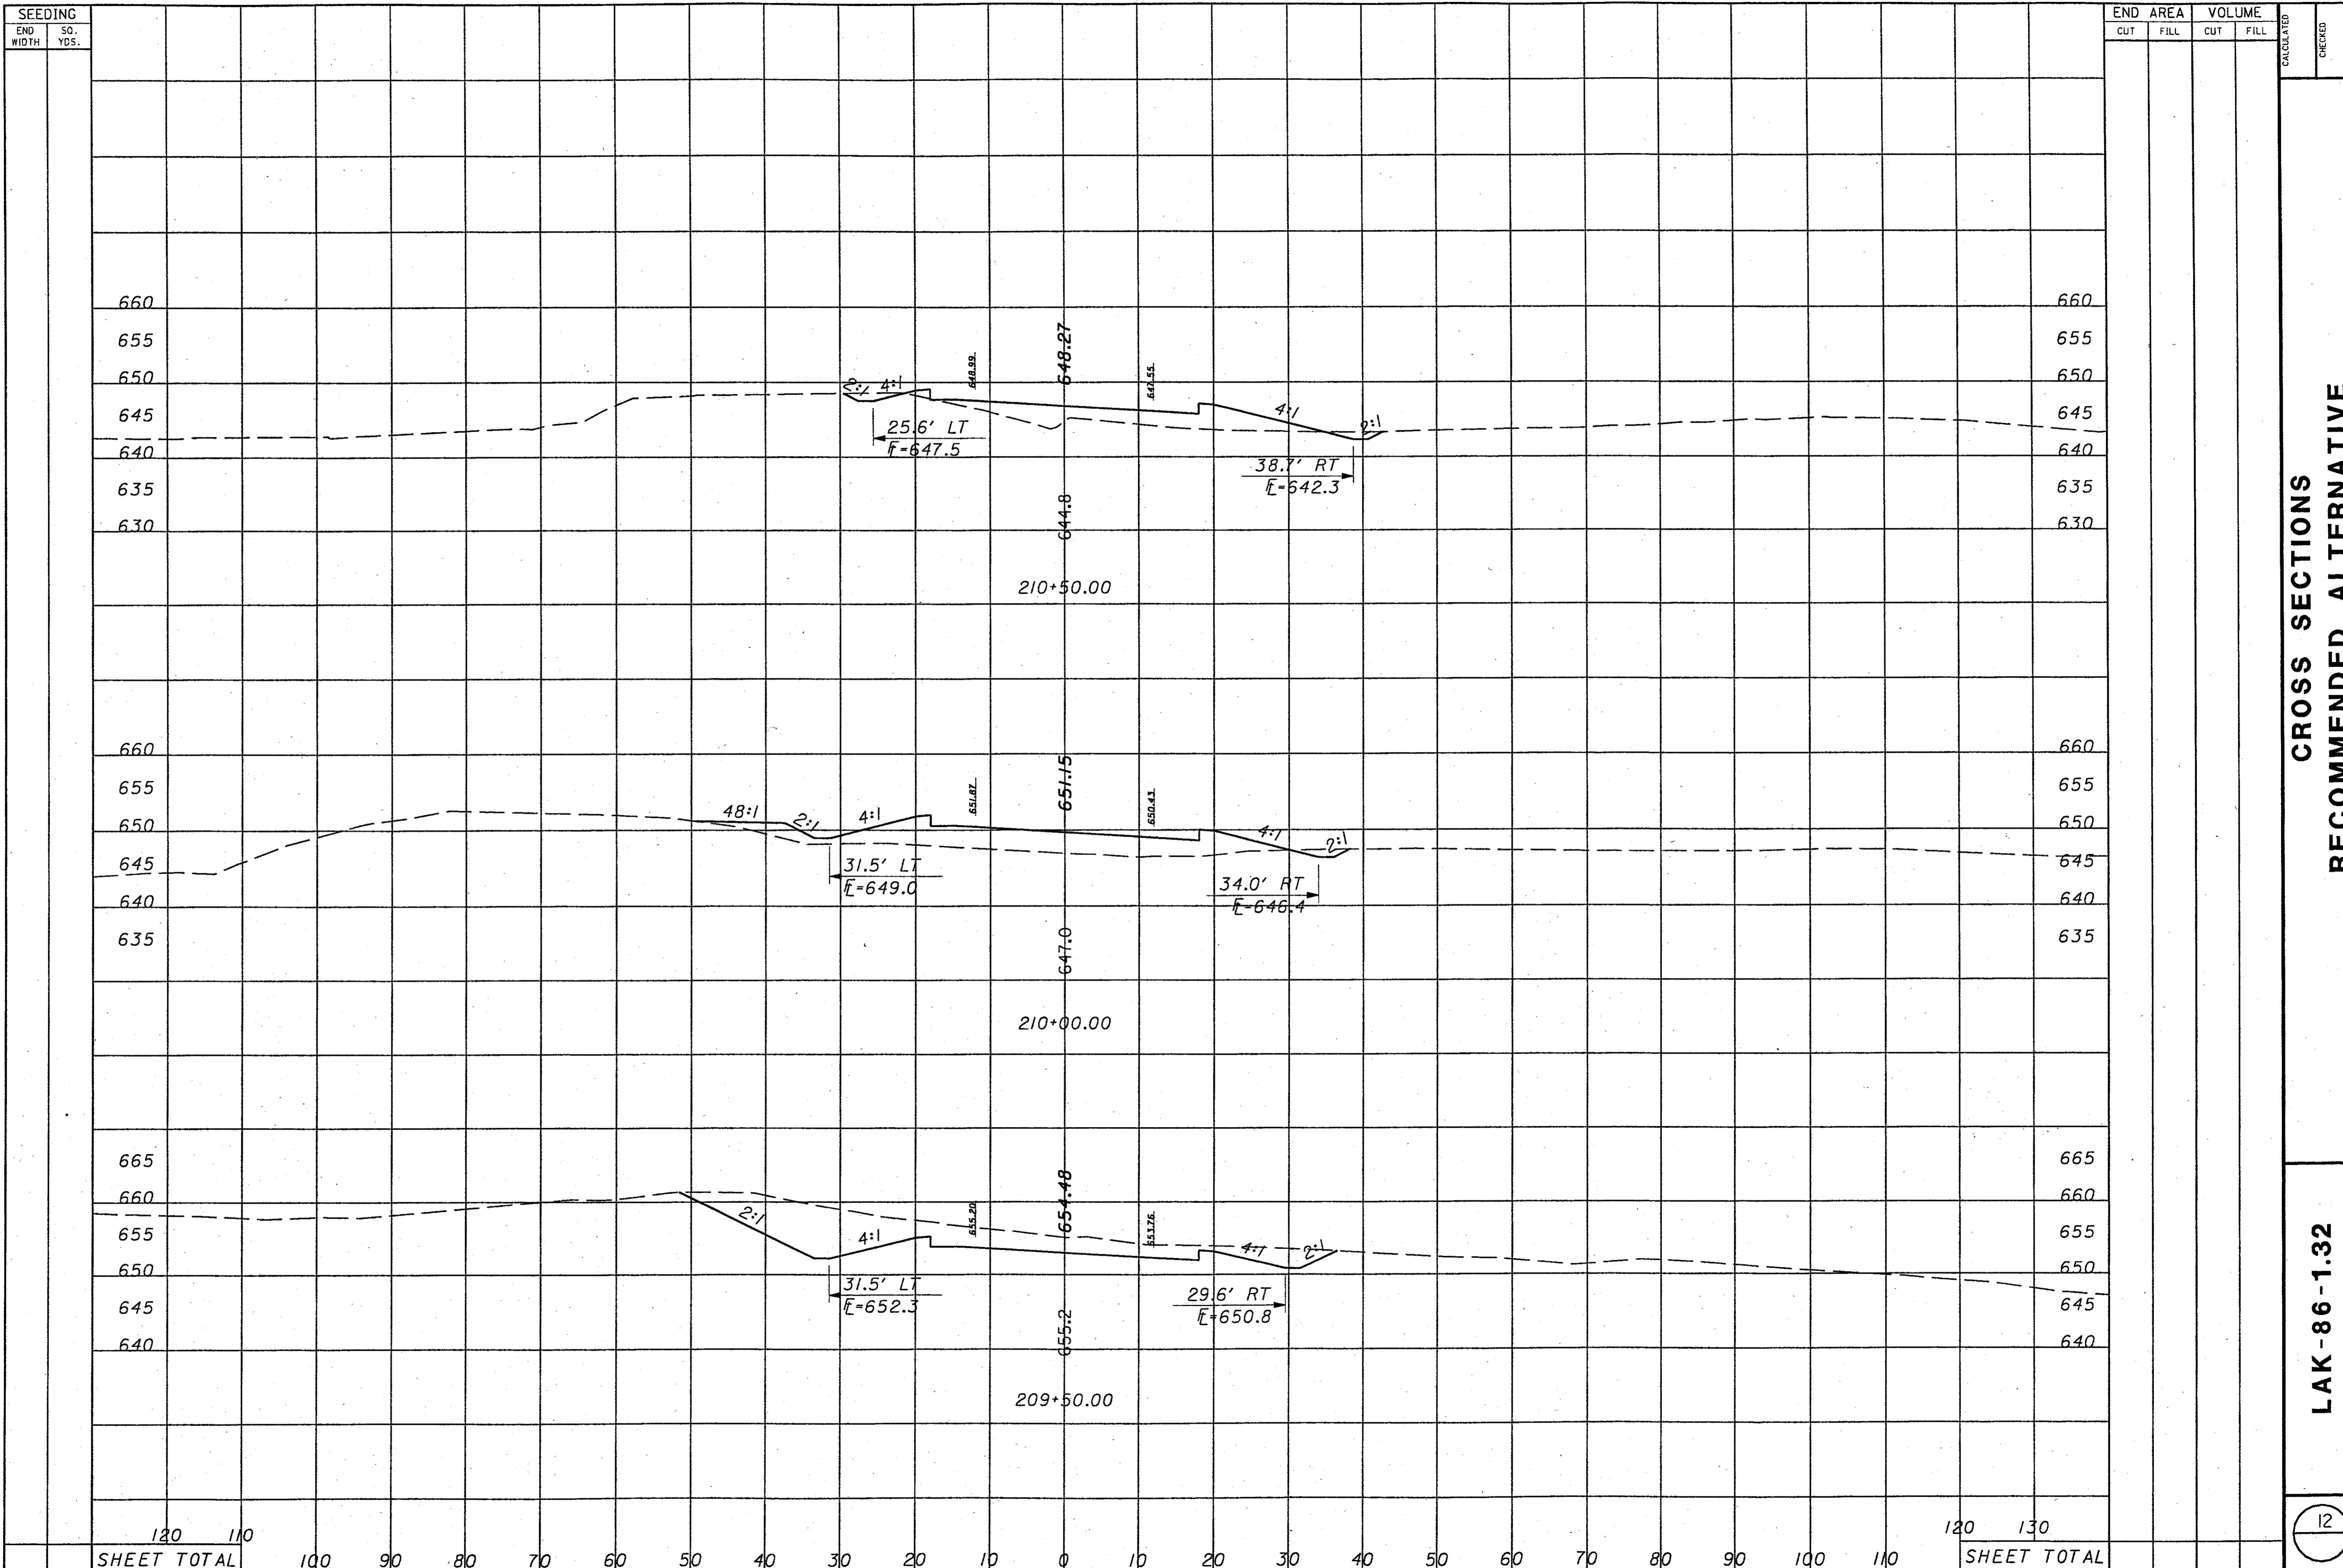 SEEDING
END WIDTH
SQ. YDS.
END AREA
VOLUME
CUT
FILL
CUT
FILL
CALCULATED
CHECKED
660
655
650
645
640
635
630
2:1
4:1
648.99
648.27
647.55
4:1
2:1
25.6' LT
FL=647.5
38.7' RT
FL=642.3
644.8
660
655
650
645
640
635
630
210+50.00
660
655
650
645
640
635
48:1
2:1
4:1
651.87
651.15
650.43
4:1
2:1
31.5' LT
FL=649.0
34.0' RT
FL=646.4
647.0
660
655
650
645
640
635
210+00.00
665
660
655
650
645
640
2:1
4:1
655.20
654.48
653.76
4:1
2:1
31.5' LT
FL=652.3
29.6' RT
FL=650.8
655.2
665
660
655
650
645
640
209+50.00
120 110
120 130
SHEET TOTAL
100 90 80 70 60 50 40 30 20 10 0 10 20 30 40 50 60 70 80 90 100 110
SHEET TOTAL
CROSS SECTIONS
RECOMMENDED ALTERNATIVE
LAK-86-1.32
12